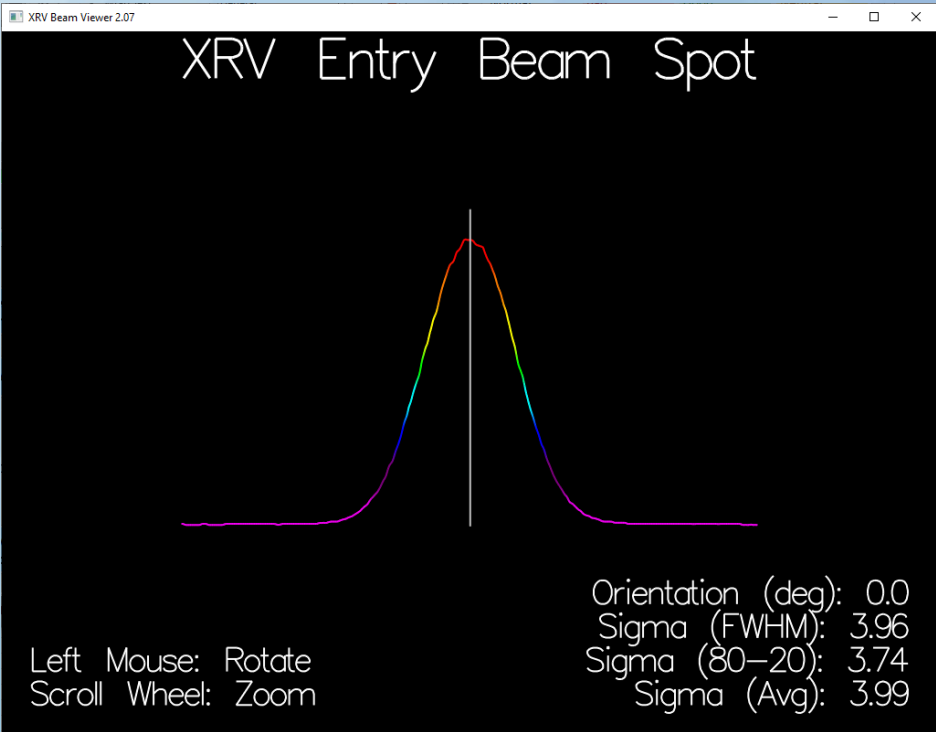 XRV Beam Viewer 2.07
XRV Entry Beam Spot
Orientation (deg): 0.0
Sigma (FWHM): 3.96
Left Mouse: Rotate
Sigma (80-20): 3.74
Scroll Wheel: Zoom
Sigma (Avg): 3.99